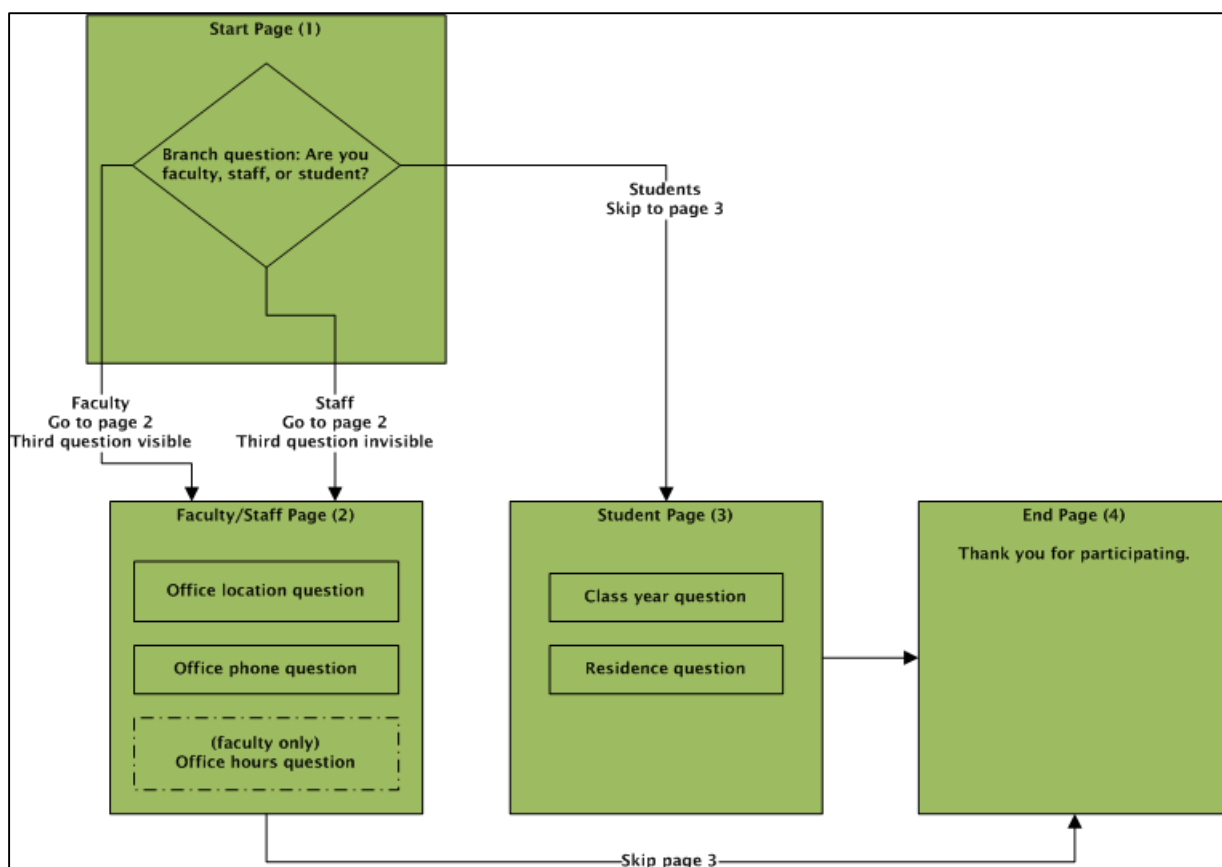 Start Page (1)
Branch question: Are you
faculty, staff, or student?
Students
Skip to page 3
Faculty
Go to page 2
Third question visible
Staff
Go to page 2
Third question invisible
Faculty/Staff Page (2)
Office location question
Office phone question
(faculty only)
Office hours question
Student Page (3)
Class year question
Residence question
End Page (4)
Thank you for participating.
Skip page 3